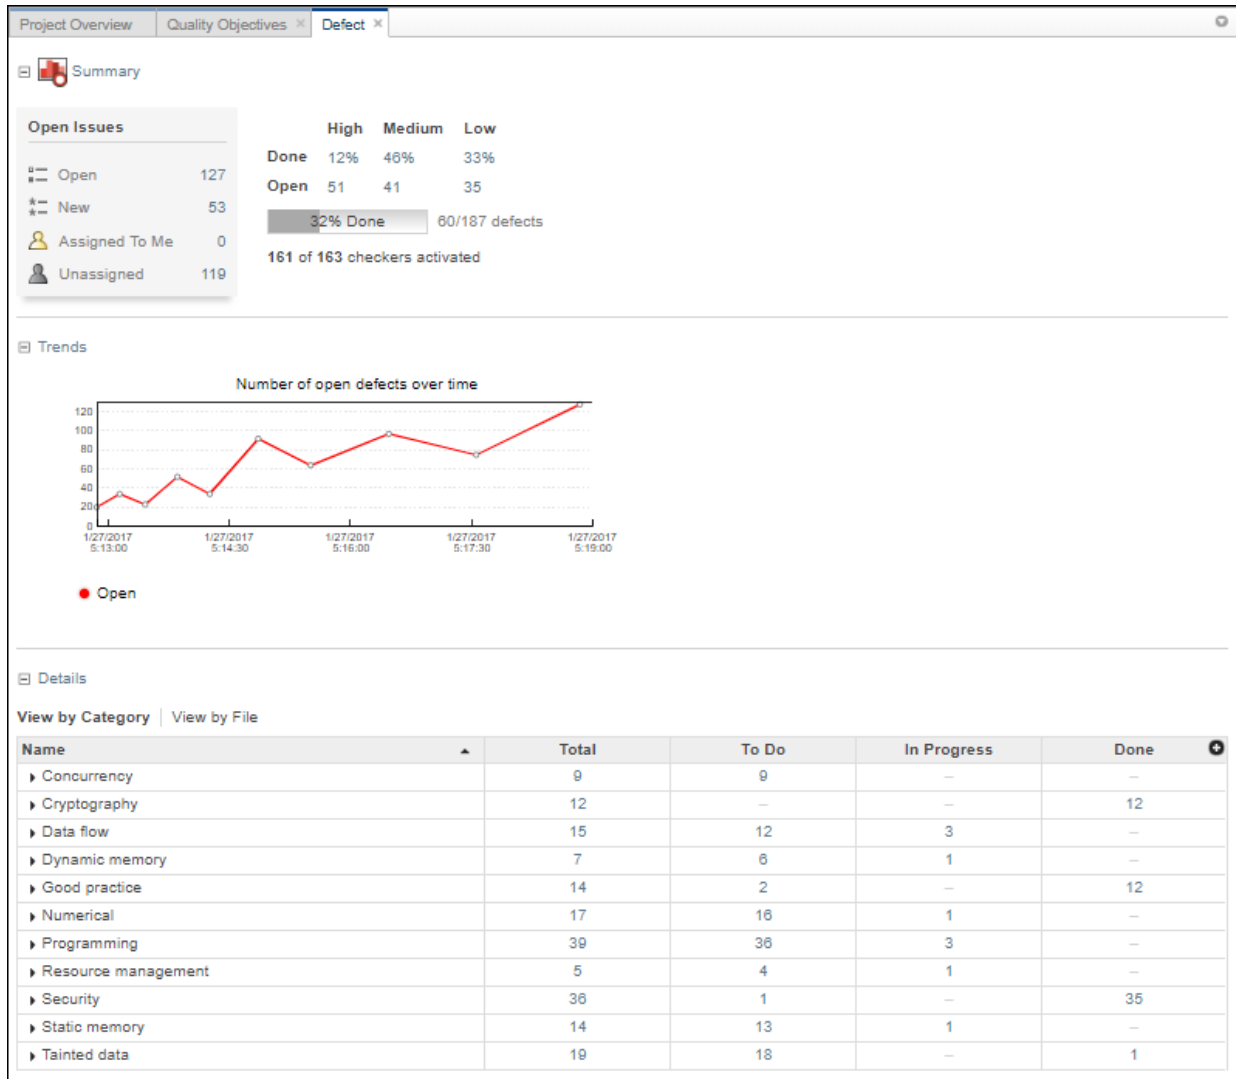 Project Overview Quality Objectives × Defect ×
Summary
Open Issues
Open 127
New 53
Assigned To Me 0
Unassigned 119
High Medium Low
Done 12% 46% 33%
Open 51 41 35
32% Done 60/187 defects
161 of 163 checkers activated
Trends
Number of open defects over time
120
100
80
60
40
20
0
1/27/2017 1/27/2017 1/27/2017 1/27/2017 1/27/2017
5:13:00 5:14:30 5:16:00 5:17:30 5:19:00
Open
Details
View by Category | View by File
Name Total To Do In Progress Done
Concurrency 9 9 – –
Cryptography 12 – – 12
Data flow 15 12 3 –
Dynamic memory 7 6 1 –
Good practice 14 2 – 12
Numerical 17 16 1 –
Programming 39 36 3 –
Resource management 5 4 1 –
Security 36 1 – 35
Static memory 14 13 1 –
Tainted data 19 18 – 1